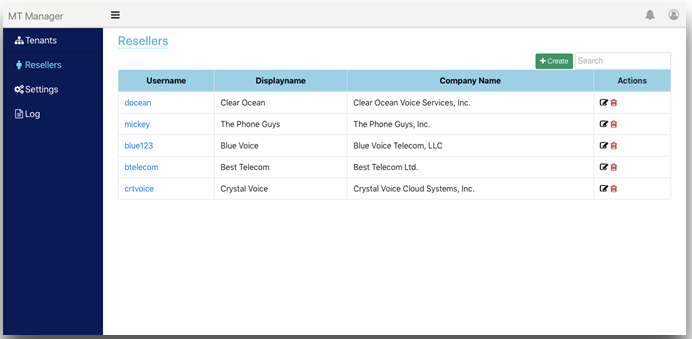 MT Manager
Tenants
Resellers
Settings
Log
Resellers
Create Search
Username Displayname Company Name Actions
docean Clear Ocean Clear Ocean Voice Services, Inc.
mickey The Phone Guys The Phone Guys, Inc.
blue123 Blue Voice Blue Voice Telecom, LLC
btelecom Best Telecom Best Telecom Ltd.
crtvoice Crystal Voice Crystal Voice Cloud Systems, Inc.